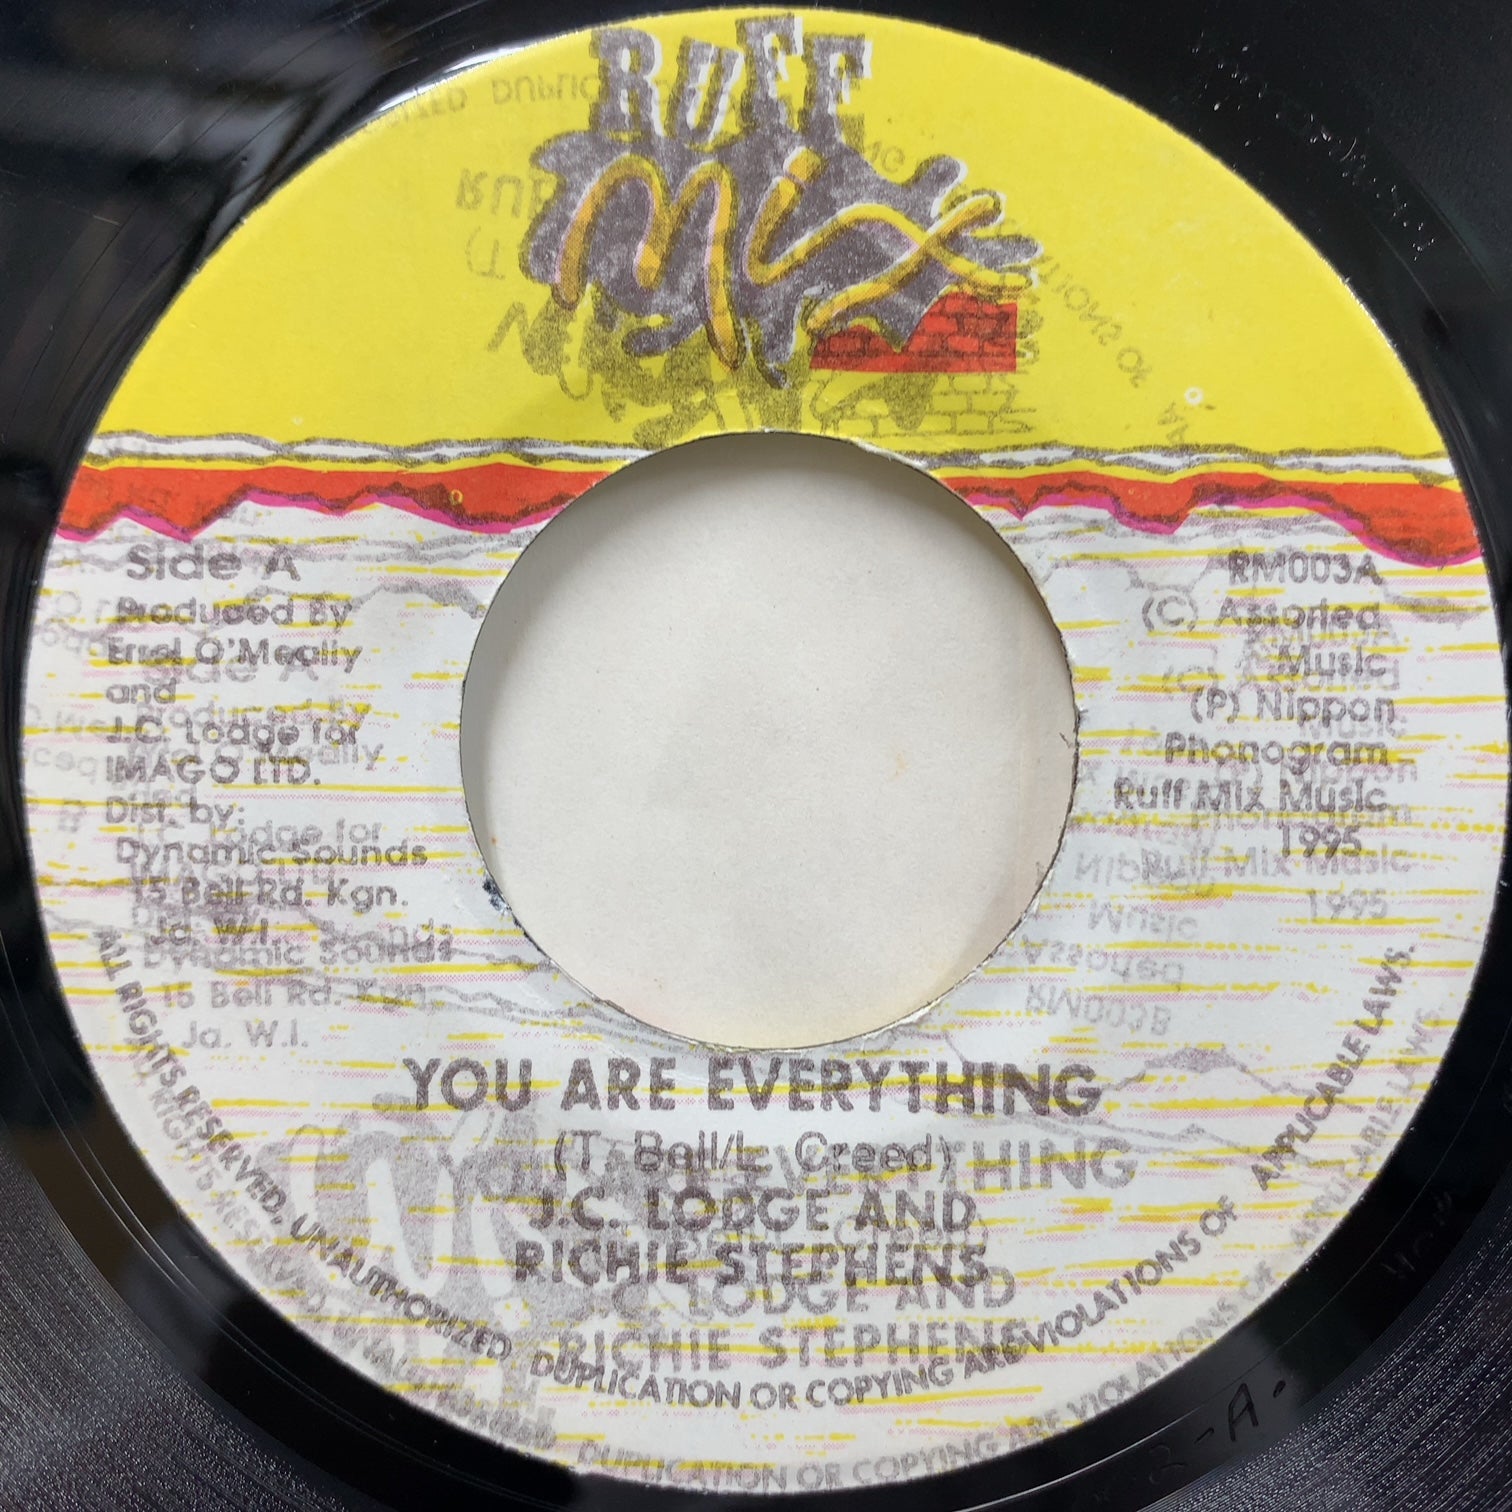 RUFF
Mix
Side A
Produced By
Errol O'Meally
and
J.C. Lodge for
IMAGO LTD.
Dist. by:
Dynamic Sounds
15 Bell Rd. Kgn.
Ja. W.I.
RM003A
(C) Assorted
Music
(P) Nippon
Phonogram
Ruff Mix Music
1995
YOU ARE EVERYTHING
(T. Bell/L. Creed)
J.C. LODGE AND
RICHIE STEPHENS
ALL RIGHTS RESERVED, UNAUTHORIZED DUPLICATION OR COPYING ARE VIOLATIONS OF APPLICABLE LAWS.